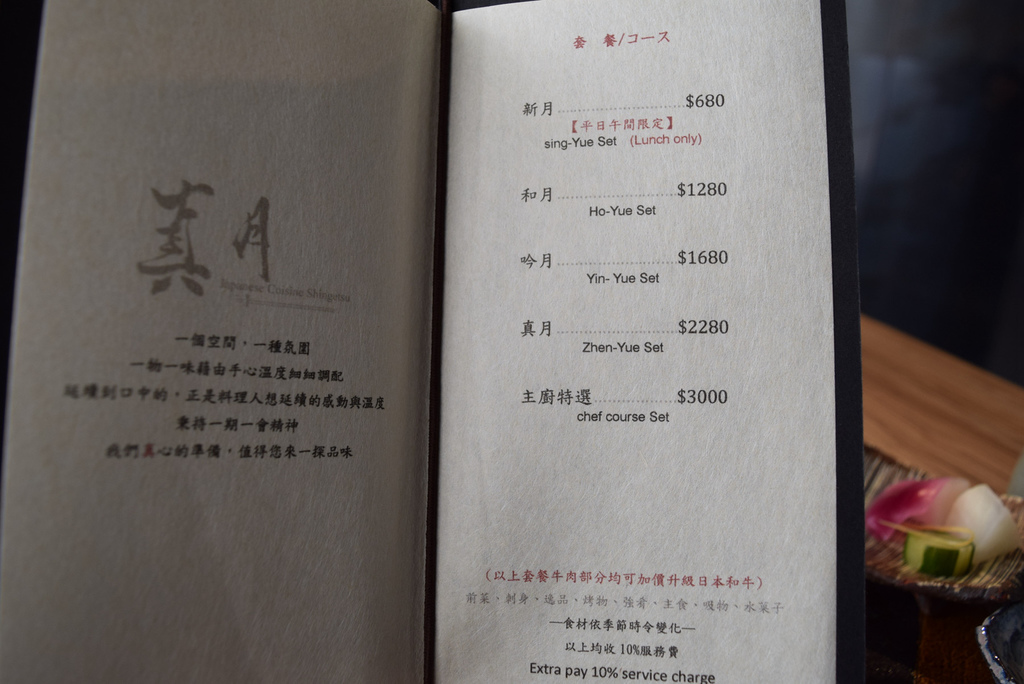 真月
Japanese Cuisine Shingetsu
一個空間，一種氛圍
一物一味藉由手心溫度細細調配
延續到口中的，正是料理人想延續的感動與溫度
秉持一期一會精神
我們真心的準備，值得您來一探品味
套 餐/コース
新月..............................$680
【平日午間限定】
sing-Yue Set (Lunch only)
和月............................$1280
Ho-Yue Set
吟月............................$1680
Yin- Yue Set
真月............................$2280
Zhen-Yue Set
主廚特選....................$3000
chef course Set
（以上套餐牛肉部分均可加價升級日本和牛）
前菜、刺身、逸品、烤物、強肴、主食、吸物、水菓子
—食材依季節時令變化—
以上均收 10%服務費
Extra pay 10% service charge